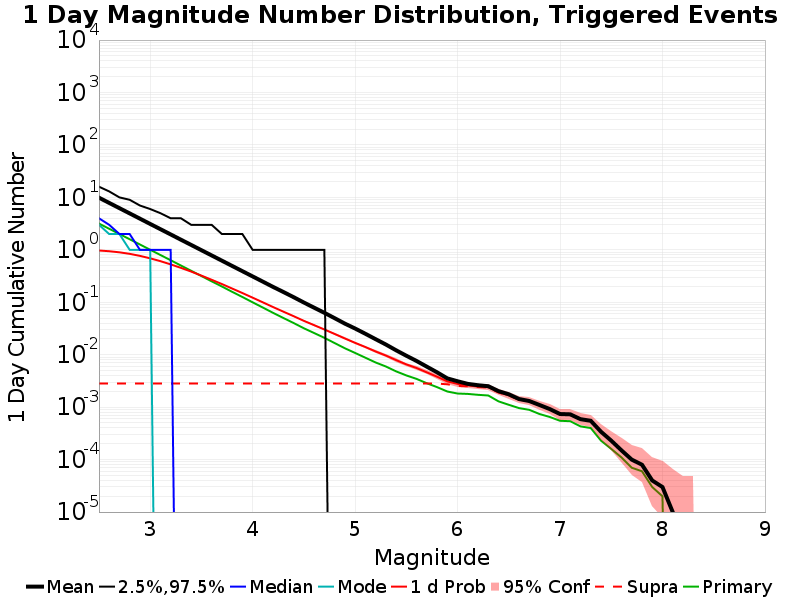 1 Day Magnitude Number Distribution, Triggered Events
10^4
10^3
10^2
10^1
10^0
10^-1
10^-2
10^-3
10^-4
10^-5
1 Day Cumulative Number
3 4 5 6 7 8 9
Magnitude
Mean 2.5%,97.5% Median Mode 1 d Prob 95% Conf Supra Primary